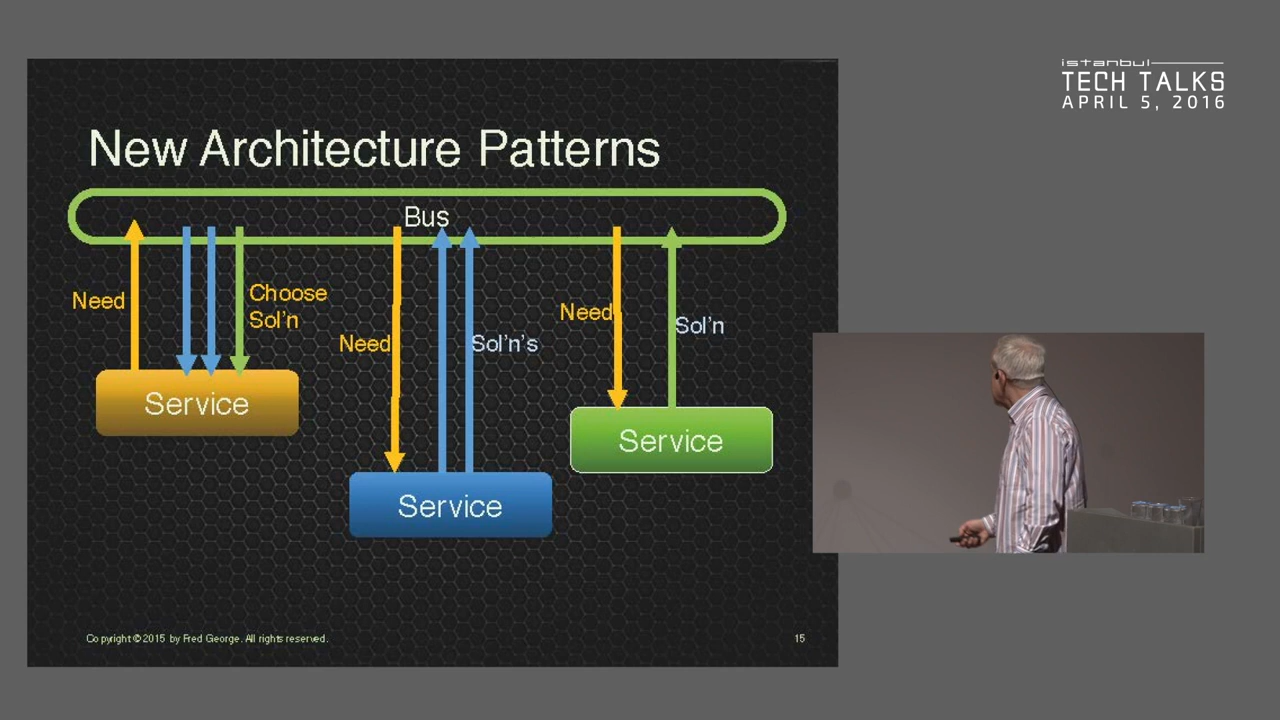 istanbul
TECH TALKS
APRIL 5, 2016
New Architecture Patterns
Bus
Need
Choose
Sol'n
Need
Sol'n's
Need
Sol'n
Service
Service
Service
Copyright © 2015 by Fred George. All rights reserved.
15